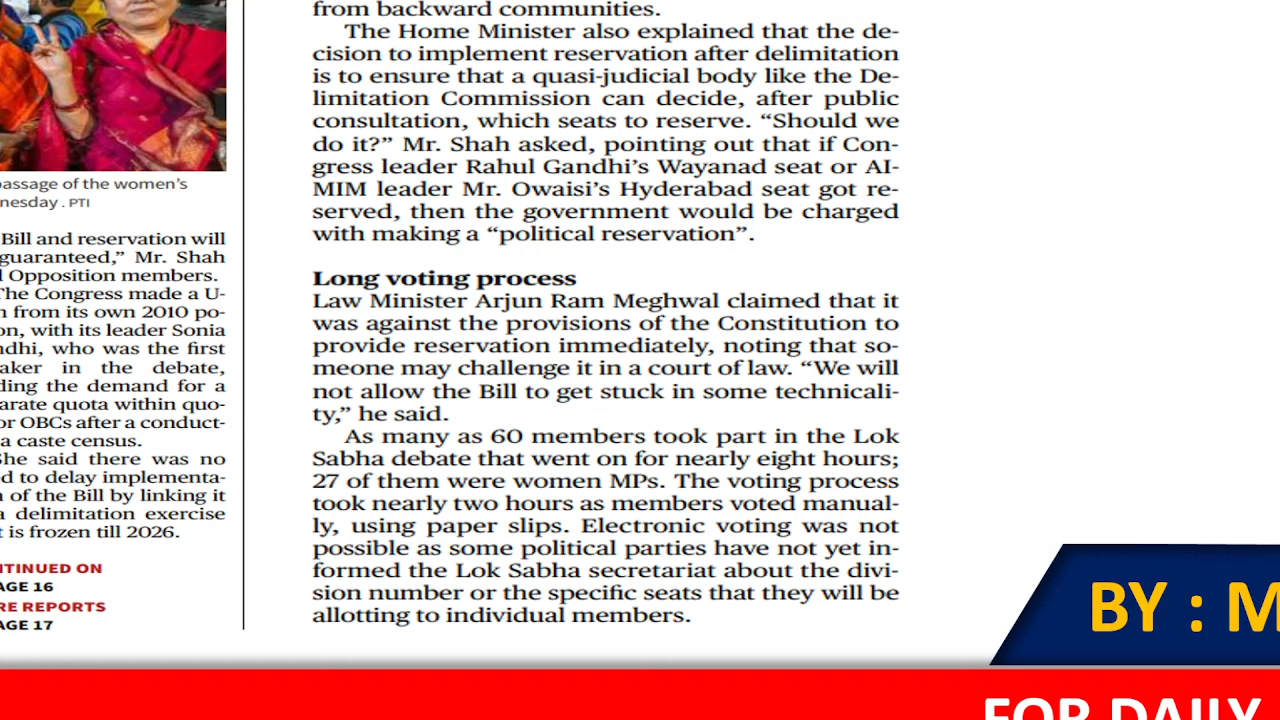 passage of the women's
nesday . PTI
Bill and reservation will
guaranteed," Mr. Shah
Opposition members.
The Congress made a U-
from its own 2010 po-
on, with its leader Sonia
ndhi, who was the first
aker in the debate,
ding the demand for a
arate quota within quo-
or OBCs after a conduct-
a caste census.
She said there was no
ed to delay implementa-
n of the Bill by linking it
a delimitation exercise
t is frozen till 2026.
NTINUED ON
AGE 16
RE REPORTS
AGE 17
from backward communities.
The Home Minister also explained that the de-
cision to implement reservation after delimitation
is to ensure that a quasi-judicial body like the De-
limitation Commission can decide, after public
consultation, which seats to reserve. “Should we
do it?” Mr. Shah asked, pointing out that if Con-
gress leader Rahul Gandhi’s Wayanad seat or AI-
MIM leader Mr. Owaisi’s Hyderabad seat got re-
served, then the government would be charged
with making a “political reservation”.
Long voting process
Law Minister Arjun Ram Meghwal claimed that it
was against the provisions of the Constitution to
provide reservation immediately, noting that so-
meone may challenge it in a court of law. “We will
not allow the Bill to get stuck in some technicali-
ty,” he said.
As many as 60 members took part in the Lok
Sabha debate that went on for nearly eight hours;
27 of them were women MPs. The voting process
took nearly two hours as members voted manual-
ly, using paper slips. Electronic voting was not
possible as some political parties have not yet in-
formed the Lok Sabha secretariat about the divi-
sion number or the specific seats that they will be
allotting to individual members.
BY : M
FOR DAILY